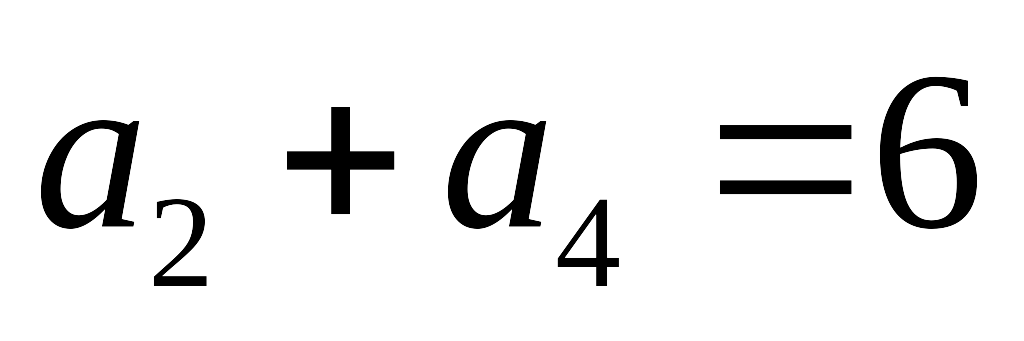 a₂ + a₄ =6